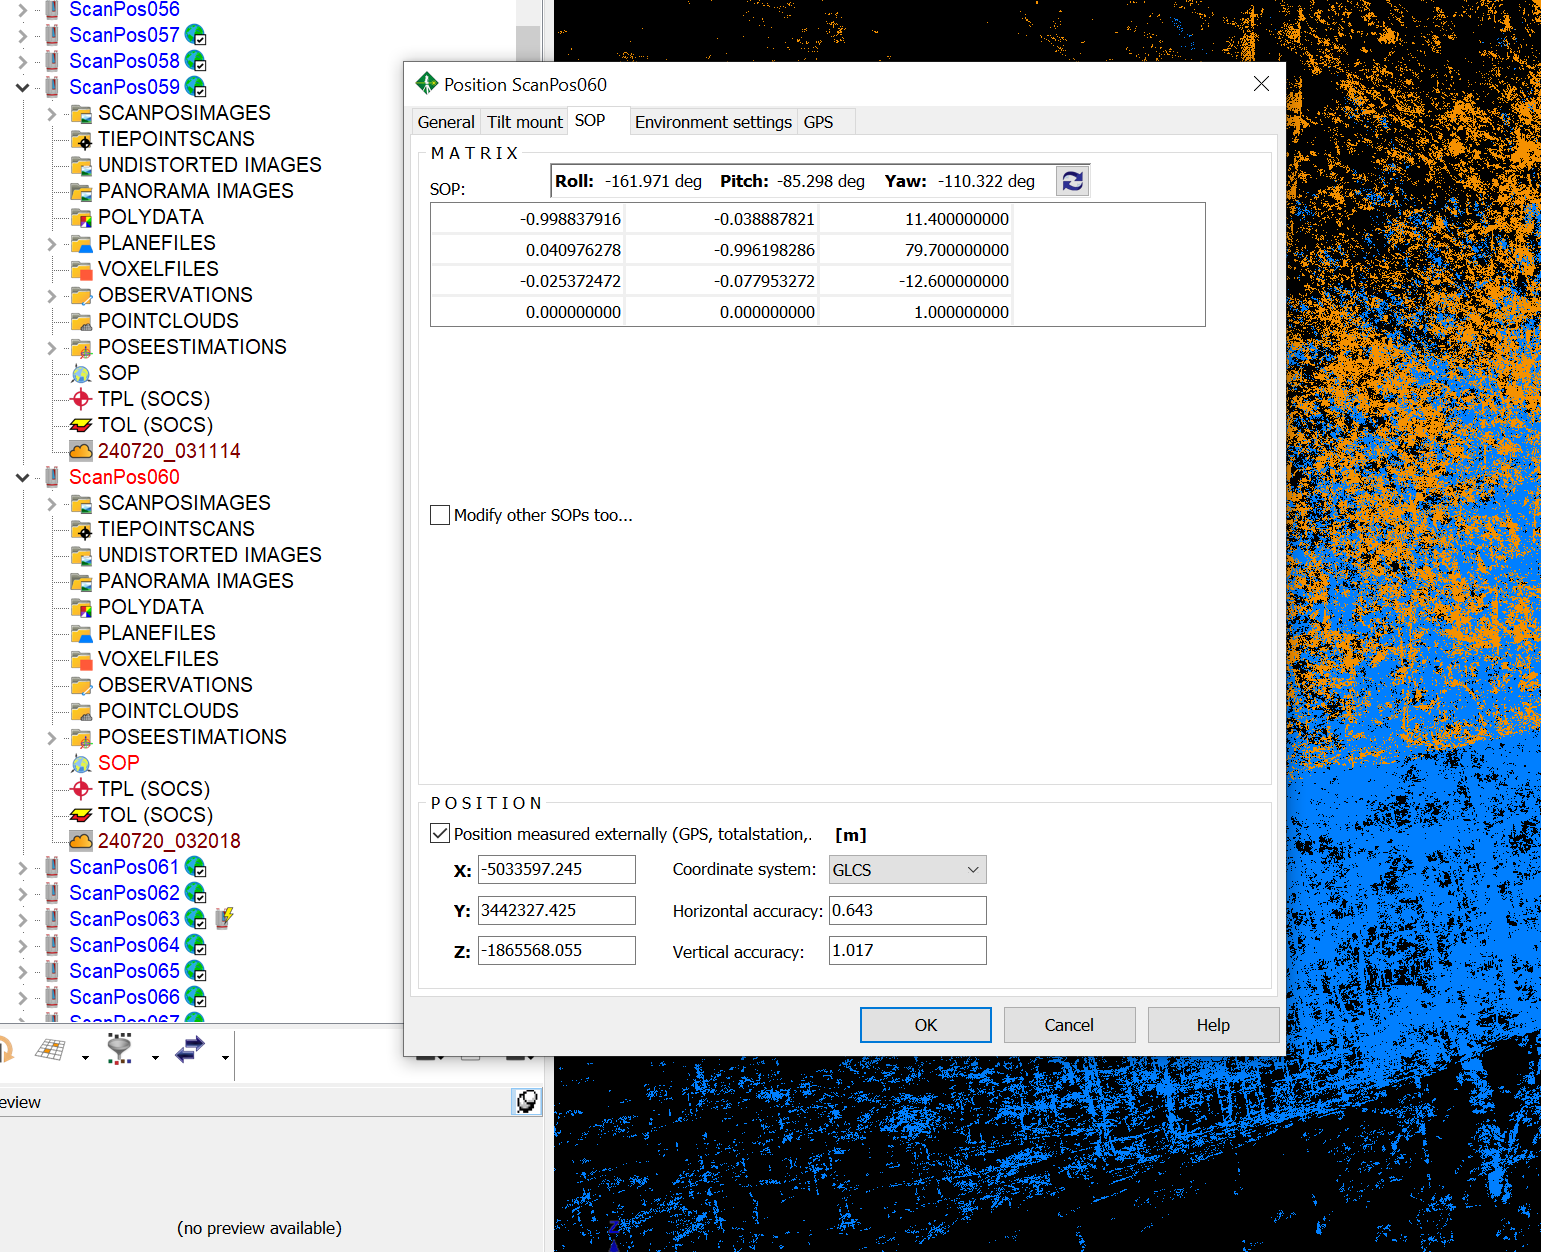 ScanPos056
ScanPos057
ScanPos058
ScanPos059
SCANPOSIMAGES
TIEPOINTSCANS
UNDISTORTED IMAGES
PANORAMA IMAGES
POLYDATA
PLANEFILES
VOXELFILES
OBSERVATIONS
POINTCLOUDS
POSEESTIMATIONS
SOP
TPL (SOCS)
TOL (SOCS)
240720_031114
ScanPos060
SCANPOSIMAGES
TIEPOINTSCANS
UNDISTORTED IMAGES
PANORAMA IMAGES
POLYDATA
PLANEFILES
VOXELFILES
OBSERVATIONS
POINTCLOUDS
POSEESTIMATIONS
SOP
TPL (SOCS)
TOL (SOCS)
240720_032018
ScanPos061
ScanPos062
ScanPos063
ScanPos064
ScanPos065
ScanPos066
ScanPos067
eview
(no preview available)
Position ScanPos060
General Tilt mount SOP Environment settings GPS
MATRIX
SOP: Roll: -161.971 deg Pitch: -85.298 deg Yaw: -110.322 deg
-0.998837916 -0.038887821 11.400000000
0.040976278 -0.996198286 79.700000000
-0.025372472 -0.077953272 -12.600000000
0.000000000 0.000000000 1.000000000
Modify other SOPs too...
POSITION
Position measured externally (GPS, totalstation,. [m]
X: -5033597.245 Coordinate system: GLCS
Y: 3442327.425 Horizontal accuracy: 0.643
Z: -1865568.055 Vertical accuracy: 1.017
OK Cancel Help
Z